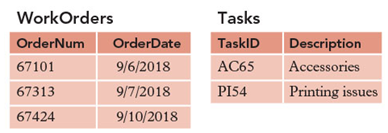 WorkOrders Tasks
OrderNum OrderDate TaskID Description
67101 9/6/2018 AC65 Accessories
67313 9/7/2018 PI54 Printing issues
67424 9/10/2018